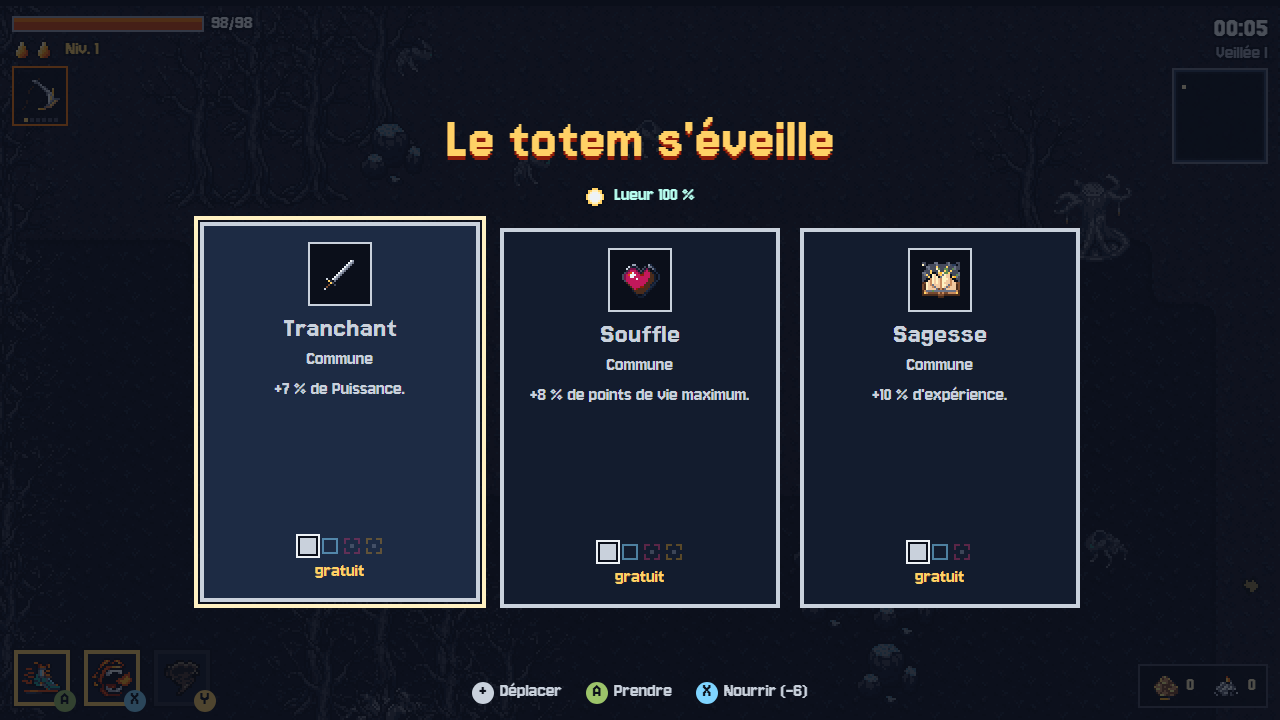 98/98
Niv. 1
00:05
Veillée I
Le totem s'éveille
Lueur 100 %
Tranchant
Commune
+7 % de Puissance.
gratuit
Souffle
Commune
+8 % de points de vie maximum.
gratuit
Sagesse
Commune
+10 % d'expérience.
gratuit
A
X
Y
+ Déplacer
A Prendre
X Nourrir (-6)
0
0